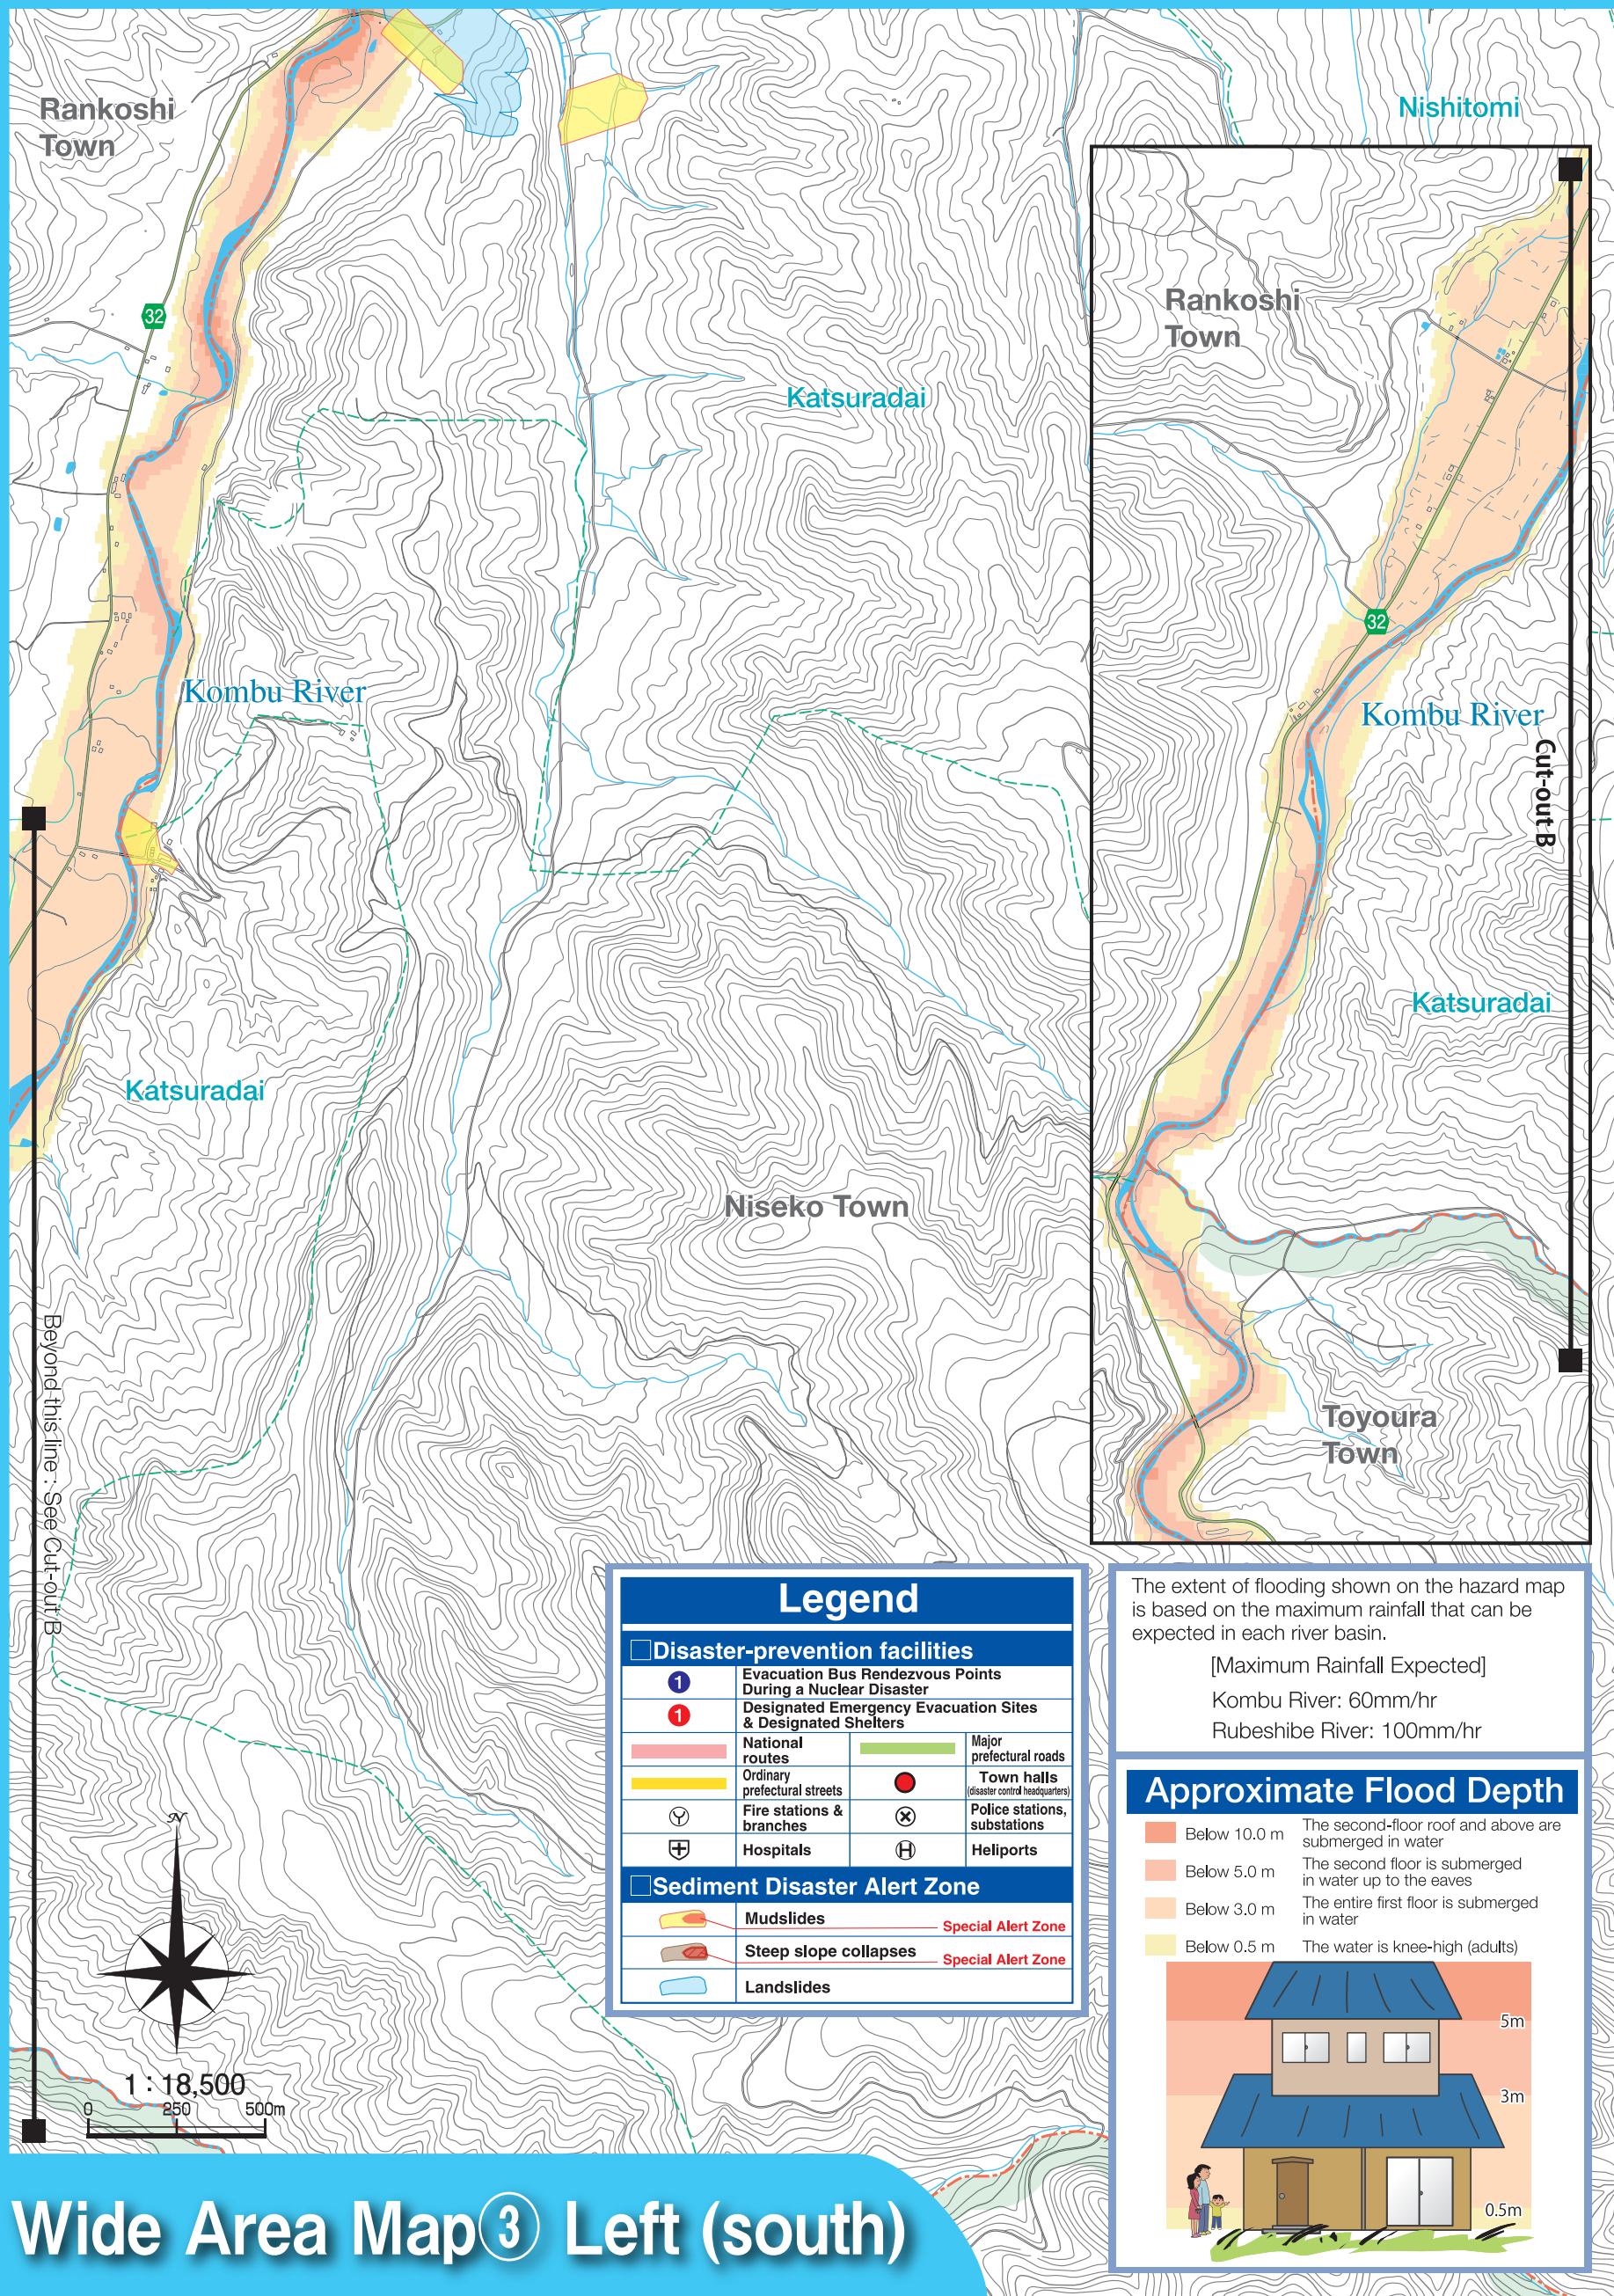 Rankoshi
Town
Nishitomi
32
Katsuradai
Kombu River
Katsuradai
Niseko Town
Beyond this line : See Cut-out B
Rankoshi
Town
32
Kombu River
Cut-out B
Katsuradai
Toyoura
Town
Legend
Disaster-prevention facilities
1 Evacuation Bus Rendezvous Points
During a Nuclear Disaster
1 Designated Emergency Evacuation Sites
& Designated Shelters
National
routes
Major
prefectural roads
Ordinary
prefectural streets
Town halls
(disaster control headquarters)
Fire stations &
branches
Police stations,
substations
Hospitals
H Heliports
Sediment Disaster Alert Zone
Mudslides
Special Alert Zone
Steep slope collapses
Special Alert Zone
Landslides
The extent of flooding shown on the hazard map
is based on the maximum rainfall that can be
expected in each river basin.
[Maximum Rainfall Expected]
Kombu River: 60mm/hr
Rubeshibe River: 100mm/hr
Approximate Flood Depth
Below 10.0 m The second-floor roof and above are
submerged in water
Below 5.0 m The second floor is submerged
in water up to the eaves
Below 3.0 m The entire first floor is submerged
in water
Below 0.5 m The water is knee-high (adults)
5m
3m
0.5m
N
1 : 18,500
0 250 500m
Wide Area Map③ Left (south)